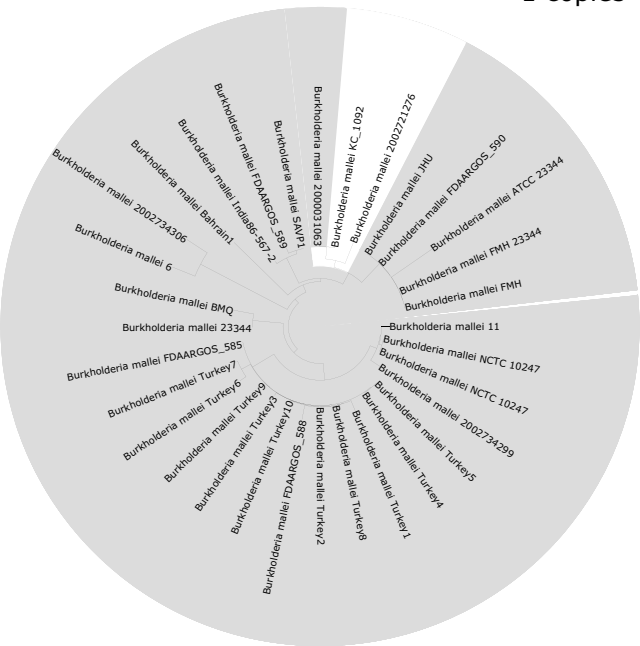 copies
Burkholderia mallei 2000031063
Burkholderia mallei KC_1092
Burkholderia mallei 2002721276
Burkholderia mallei JHU
Burkholderia mallei FDAARGOS_590
Burkholderia mallei ATCC 23344
Burkholderia mallei FMH 23344
Burkholderia mallei FMH
Burkholderia mallei 11
Burkholderia mallei NCTC 10247
Burkholderia mallei NCTC 10247
Burkholderia mallei 2002734299
Burkholderia mallei Turkey5
Burkholderia mallei Turkey4
Burkholderia mallei Turkey1
Burkholderia mallei Turkey8
Burkholderia mallei Turkey2
Burkholderia mallei FDAARGOS_588
Burkholderia mallei Turkey10
Burkholderia mallei Turkey3
Burkholderia mallei Turkey9
Burkholderia mallei Turkey6
Burkholderia mallei Turkey7
Burkholderia mallei FDAARGOS_585
Burkholderia mallei 23344
Burkholderia mallei BMQ
Burkholderia mallei 6
Burkholderia mallei 2002734306
Burkholderia mallei Bahrain1
Burkholderia mallei India86-567-2
Burkholderia mallei FDAARGOS_589
Burkholderia mallei SAVP1